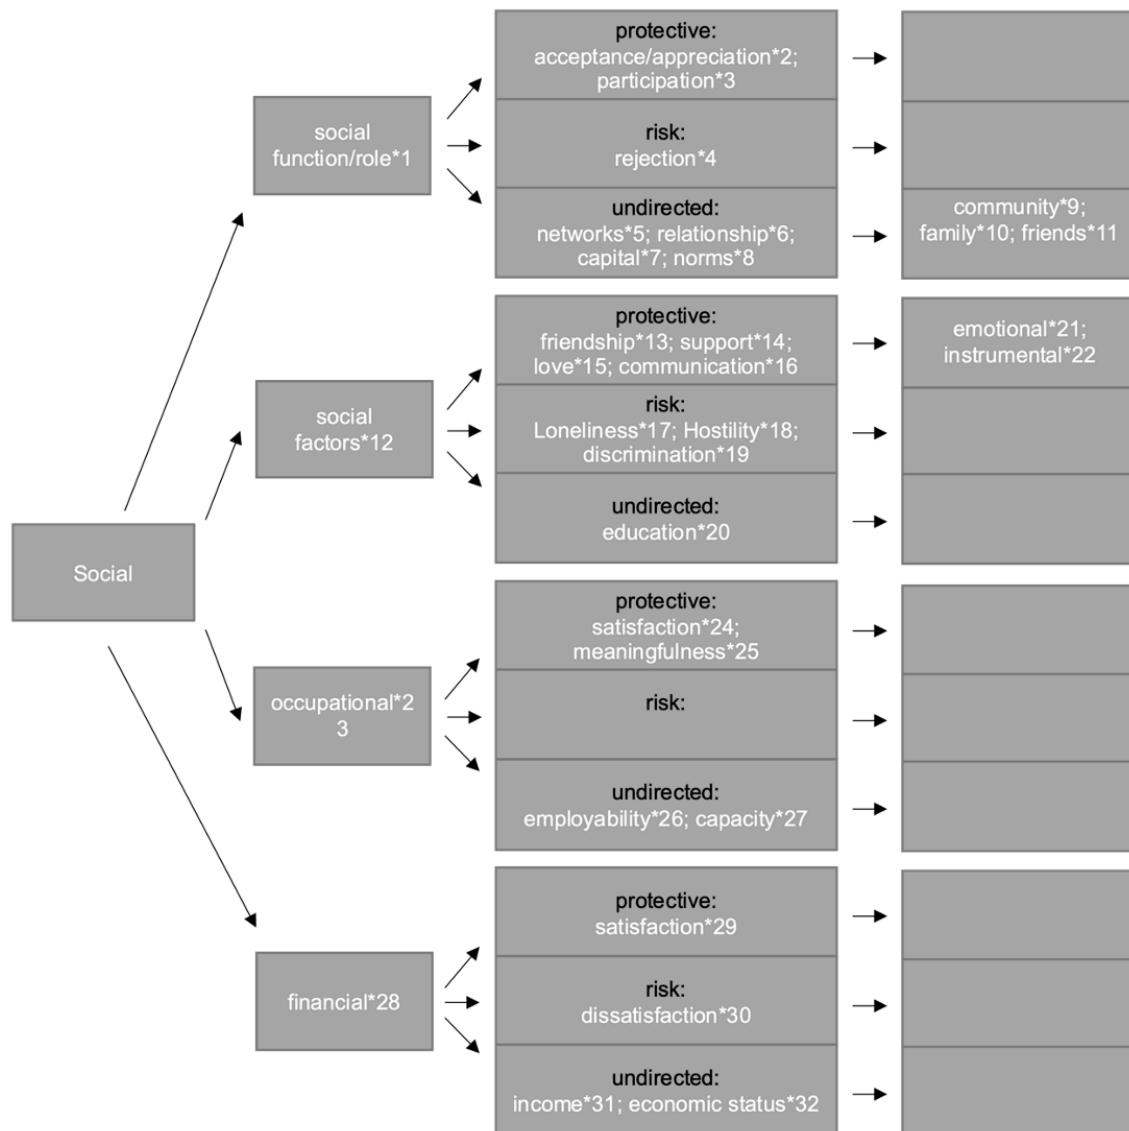 Social
social
function/role*1
protective:
acceptance/appreciation*2;
participation*3
risk:
rejection*4
undirected:
networks*5; relationship*6;
capital*7; norms*8
community*9;
family*10; friends*11
social
factors*12
protective:
friendship*13; support*14;
love*15; communication*16
risk:
Loneliness*17; Hostility*18;
discrimination*19
undirected:
education*20
emotional*21;
instrumental*22
occupational*2
3
protective:
satisfaction*24;
meaningfulness*25
risk:
undirected:
employability*26; capacity*27
financial*28
protective:
satisfaction*29
risk:
dissatisfaction*30
undirected:
income*31; economic status*32